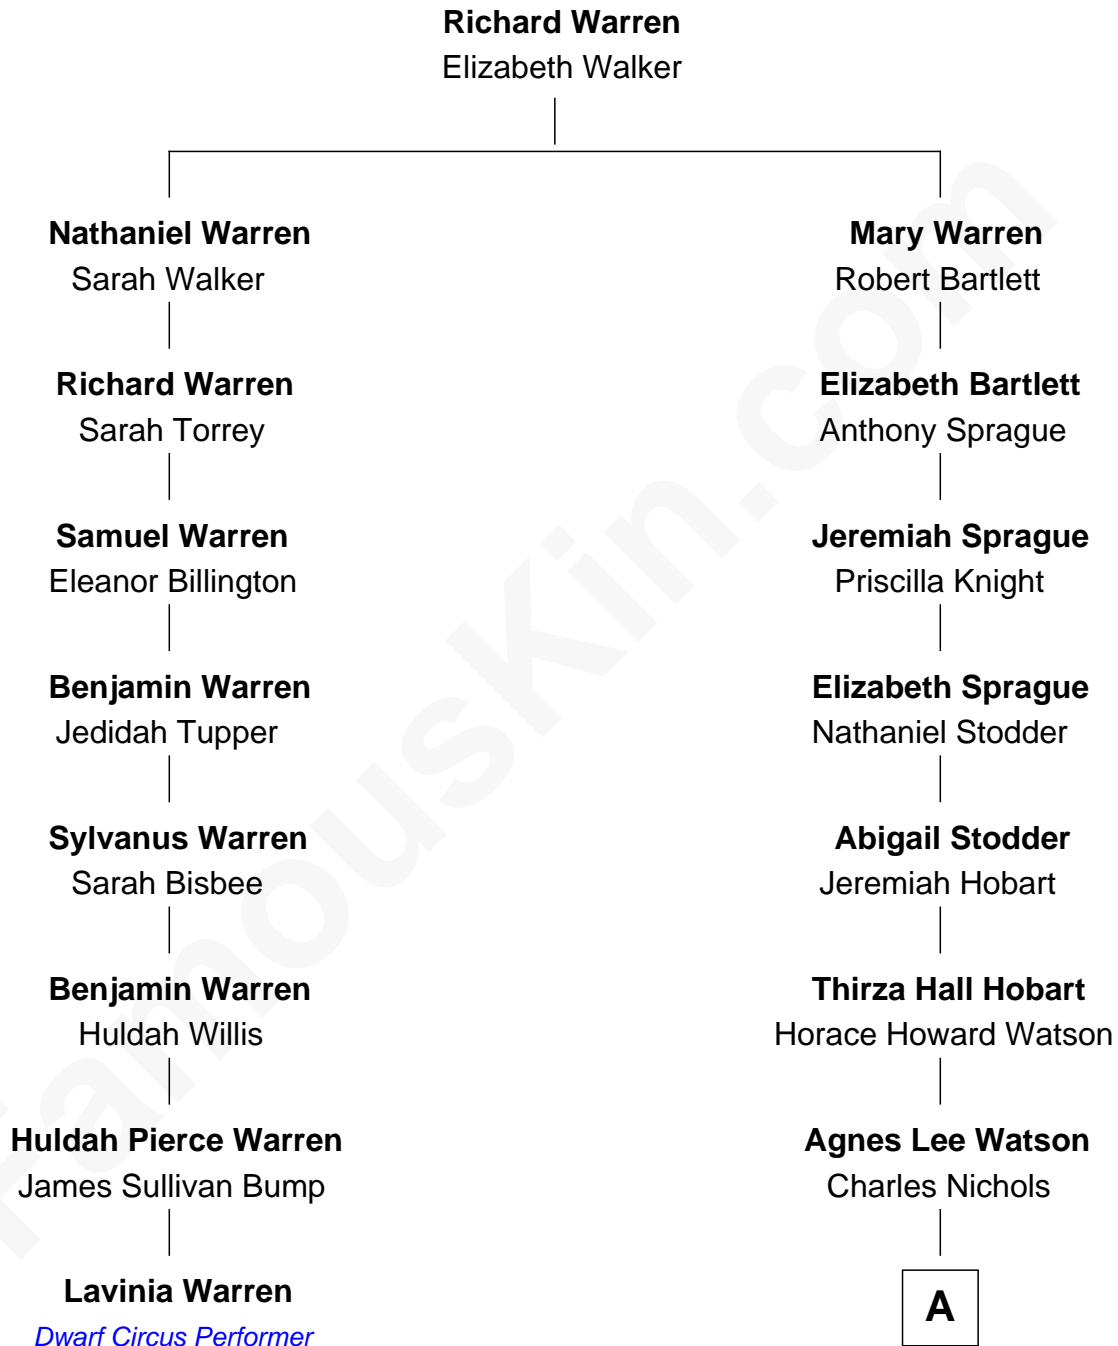 Richard Warren
Elizabeth Walker
Nathaniel Warren
Sarah Walker
Mary Warren
Robert Bartlett
Richard Warren
Sarah Torrey
Elizabeth Bartlett
Anthony Sprague
Samuel Warren
Eleanor Billington
Jeremiah Sprague
Priscilla Knight
Benjamin Warren
Jedidah Tupper
Elizabeth Sprague
Nathaniel Stodder
Sylvanus Warren
Sarah Bisbee
Abigail Stodder
Jeremiah Hobart
Benjamin Warren
Huldah Willis
Thirza Hall Hobart
Horace Howard Watson
Huldah Pierce Warren
James Sullivan Bump
Agnes Lee Watson
Charles Nichols
Lavinia Warren
Dwarf Circus Performer
A
FamousKin.com